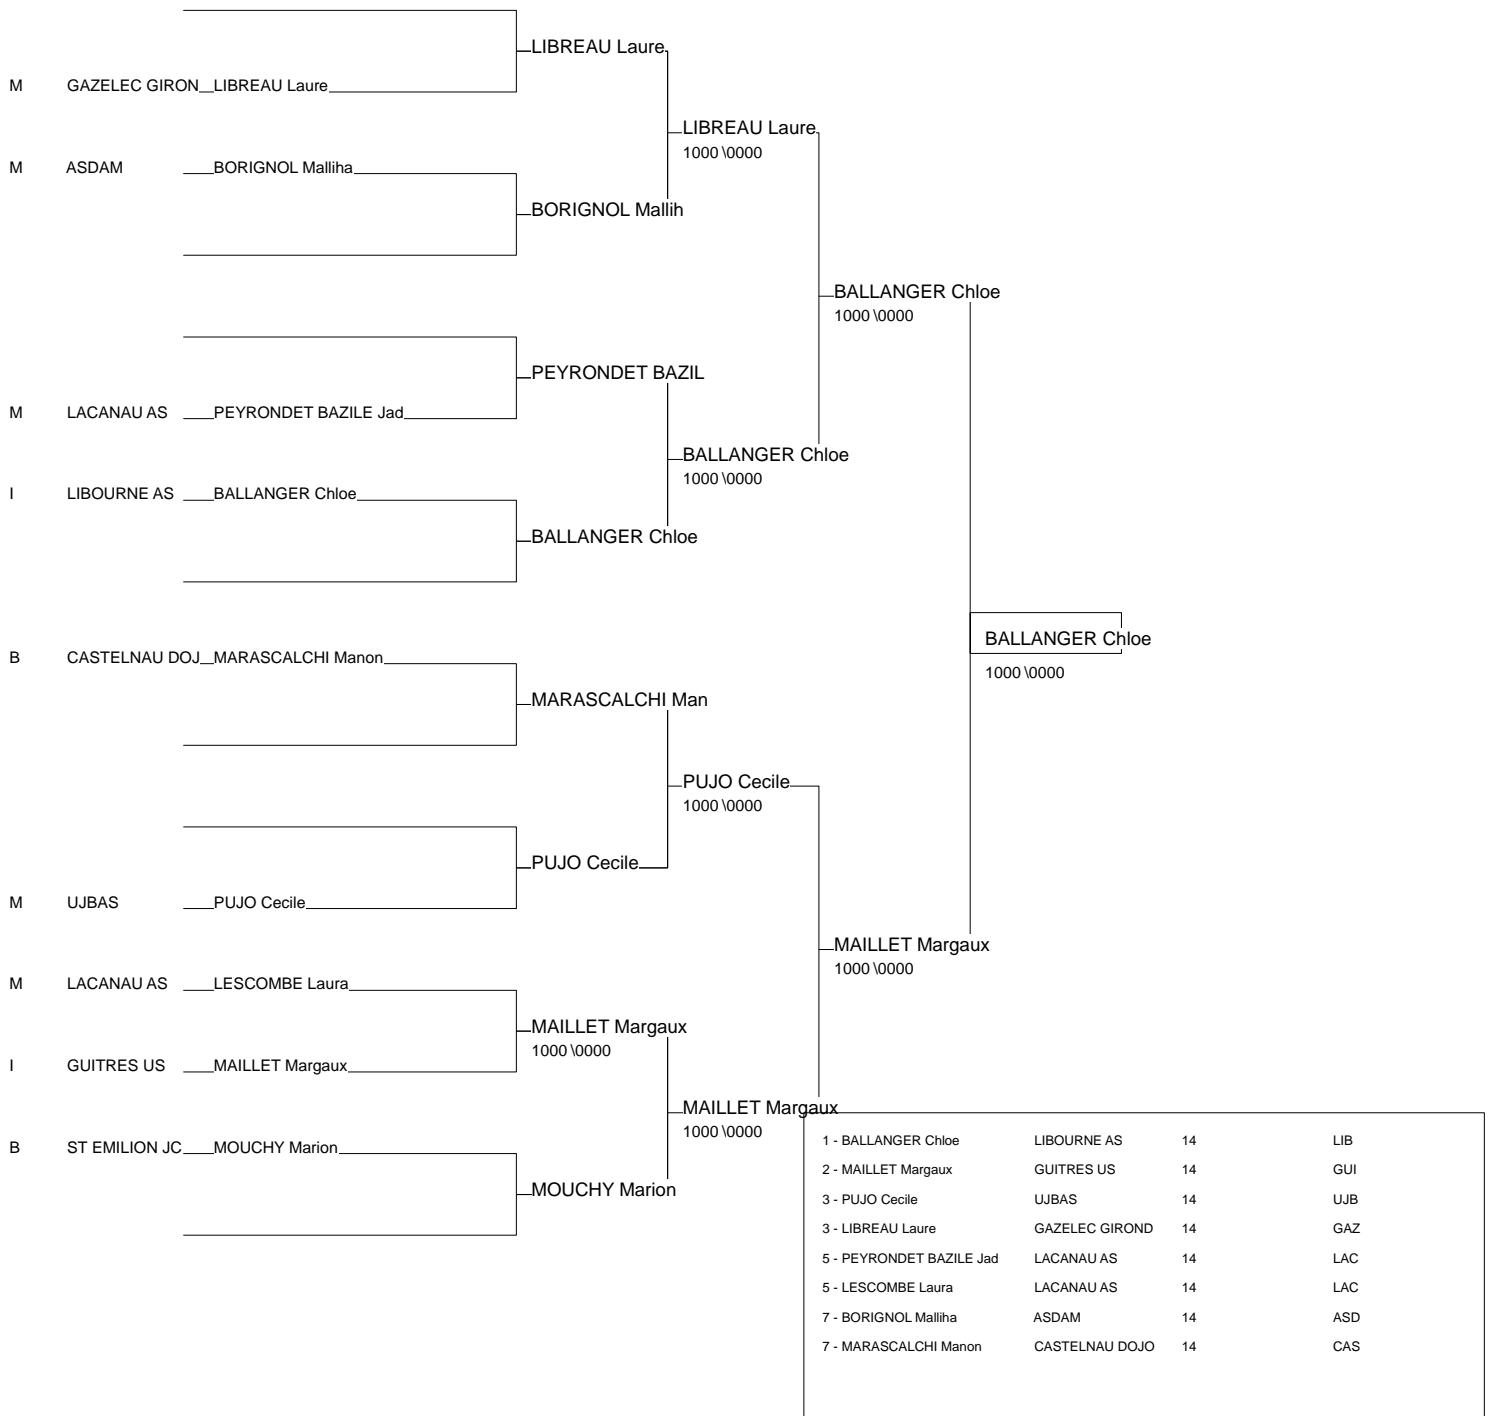 LIBREAU Laure
M GAZELEC GIRON LIBREAU Laure
LIBREAU Laure
1000 \0000
M ASDAM BORIGNOL Malliha
BORIGNOL Mallih
BALLANGER Chloe
1000 \0000
PEYRONDET BAZIL
M LACANAU AS PEYRONDET BAZILE Jad
BALLANGER Chloe
1000 \0000
I LIBOURNE AS BALLANGER Chloe
BALLANGER Chloe
BALLANGER Chloe
1000 \0000
B CASTELNAU DOJ MARASCALCHI Manon
MARASCALCHI Man
PUJO Cecile
1000 \0000
PUJO Cecile
M UJBAS PUJO Cecile
MAILLET Margaux
1000 \0000
M LACANAU AS LESCOMBE Laura
MAILLET Margaux
1000 \0000
I GUITRES US MAILLET Margaux
MAILLET Margaux
1000 \0000
B ST EMILION JC MOUCHY Marion
MOUCHY Marion
1 - BALLANGER Chloe LIBOURNE AS 14 LIB
2 - MAILLET Margaux GUITRES US 14 GUI
3 - PUJO Cecile UJBAS 14 UJB
3 - LIBREAU Laure GAZELEC GIROND 14 GAZ
5 - PEYRONDET BAZILE Jad LACANAU AS 14 LAC
5 - LESCOMBE Laura LACANAU AS 14 LAC
7 - BORIGNOL Malliha ASDAM 14 ASD
7 - MARASCALCHI Manon CASTELNAU DOJO 14 CAS